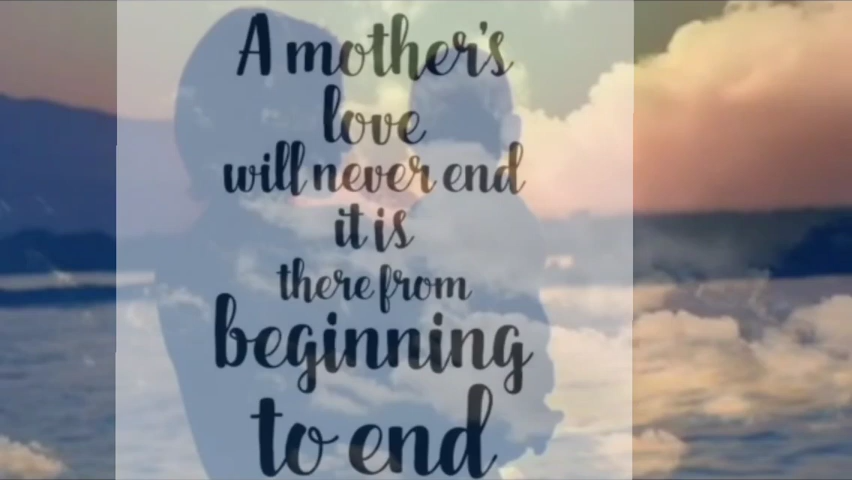 A mother's
love
will never end
it is
there from
beginning
to end